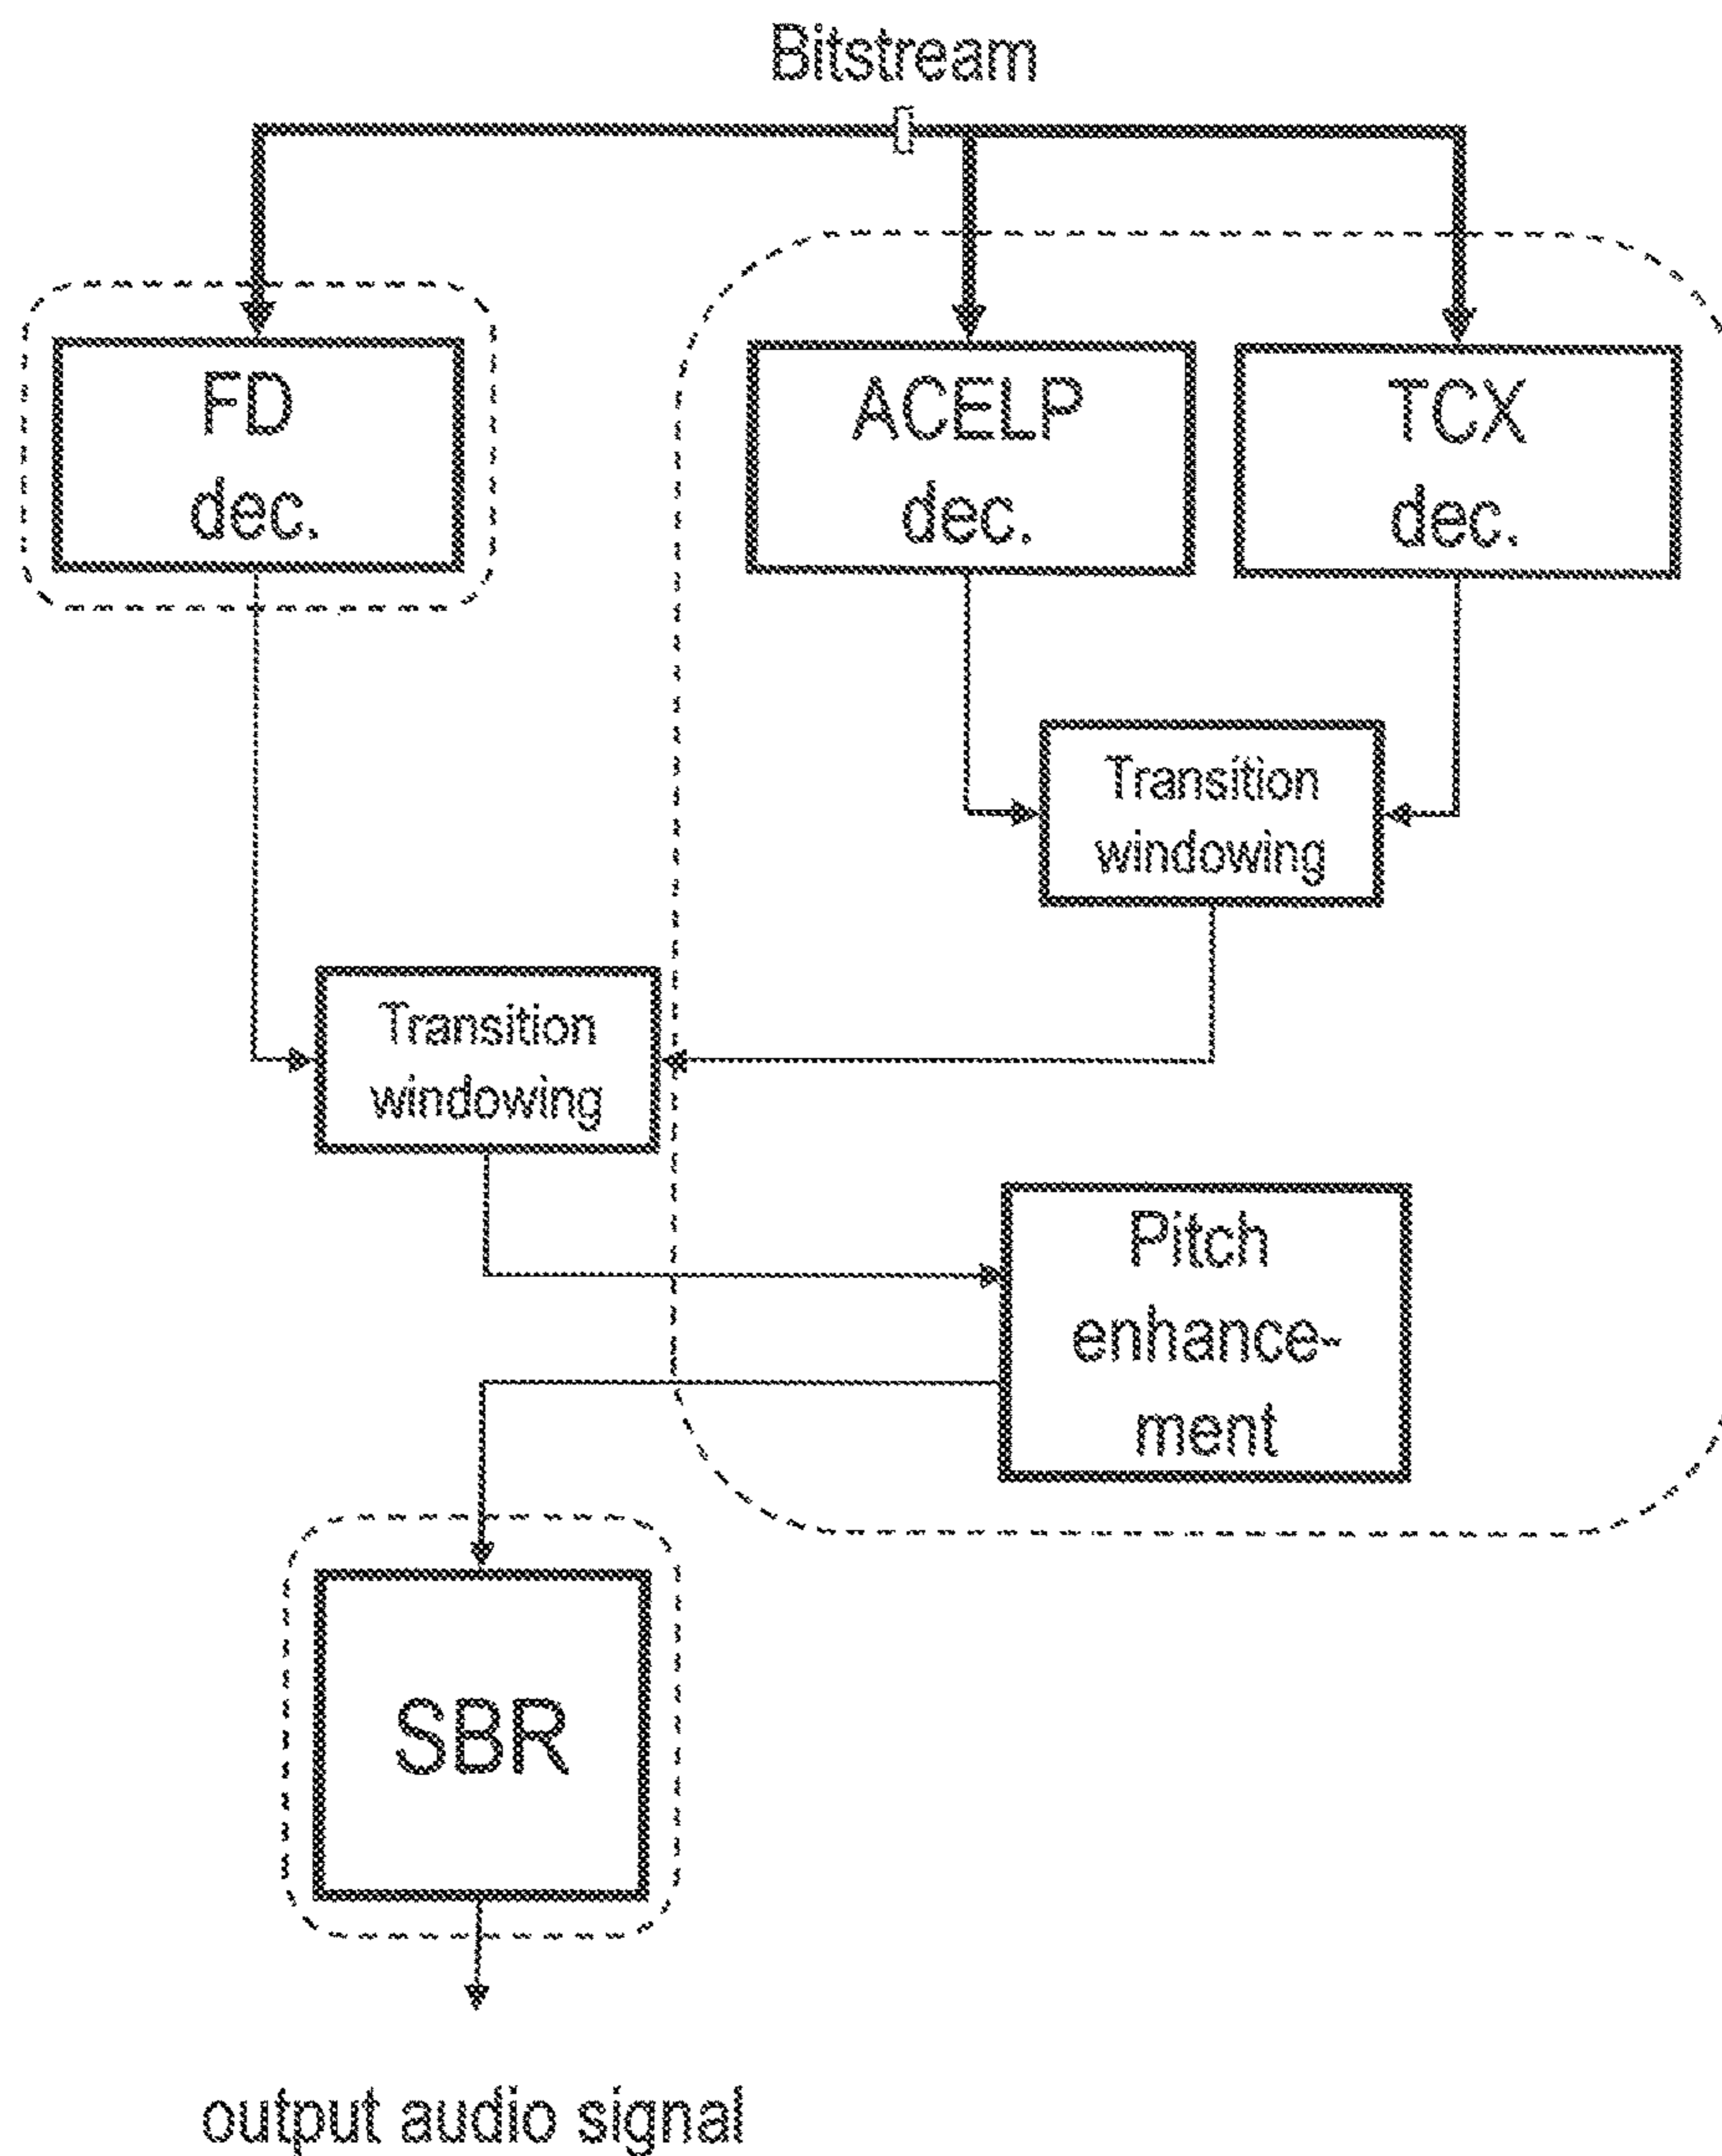 Bitstream
FD
dec.
ACELP
dec.
TCX
dec.
Transition
windowing
Transition
windowing
Pitch
enhance-
ment
SBR
output audio signal